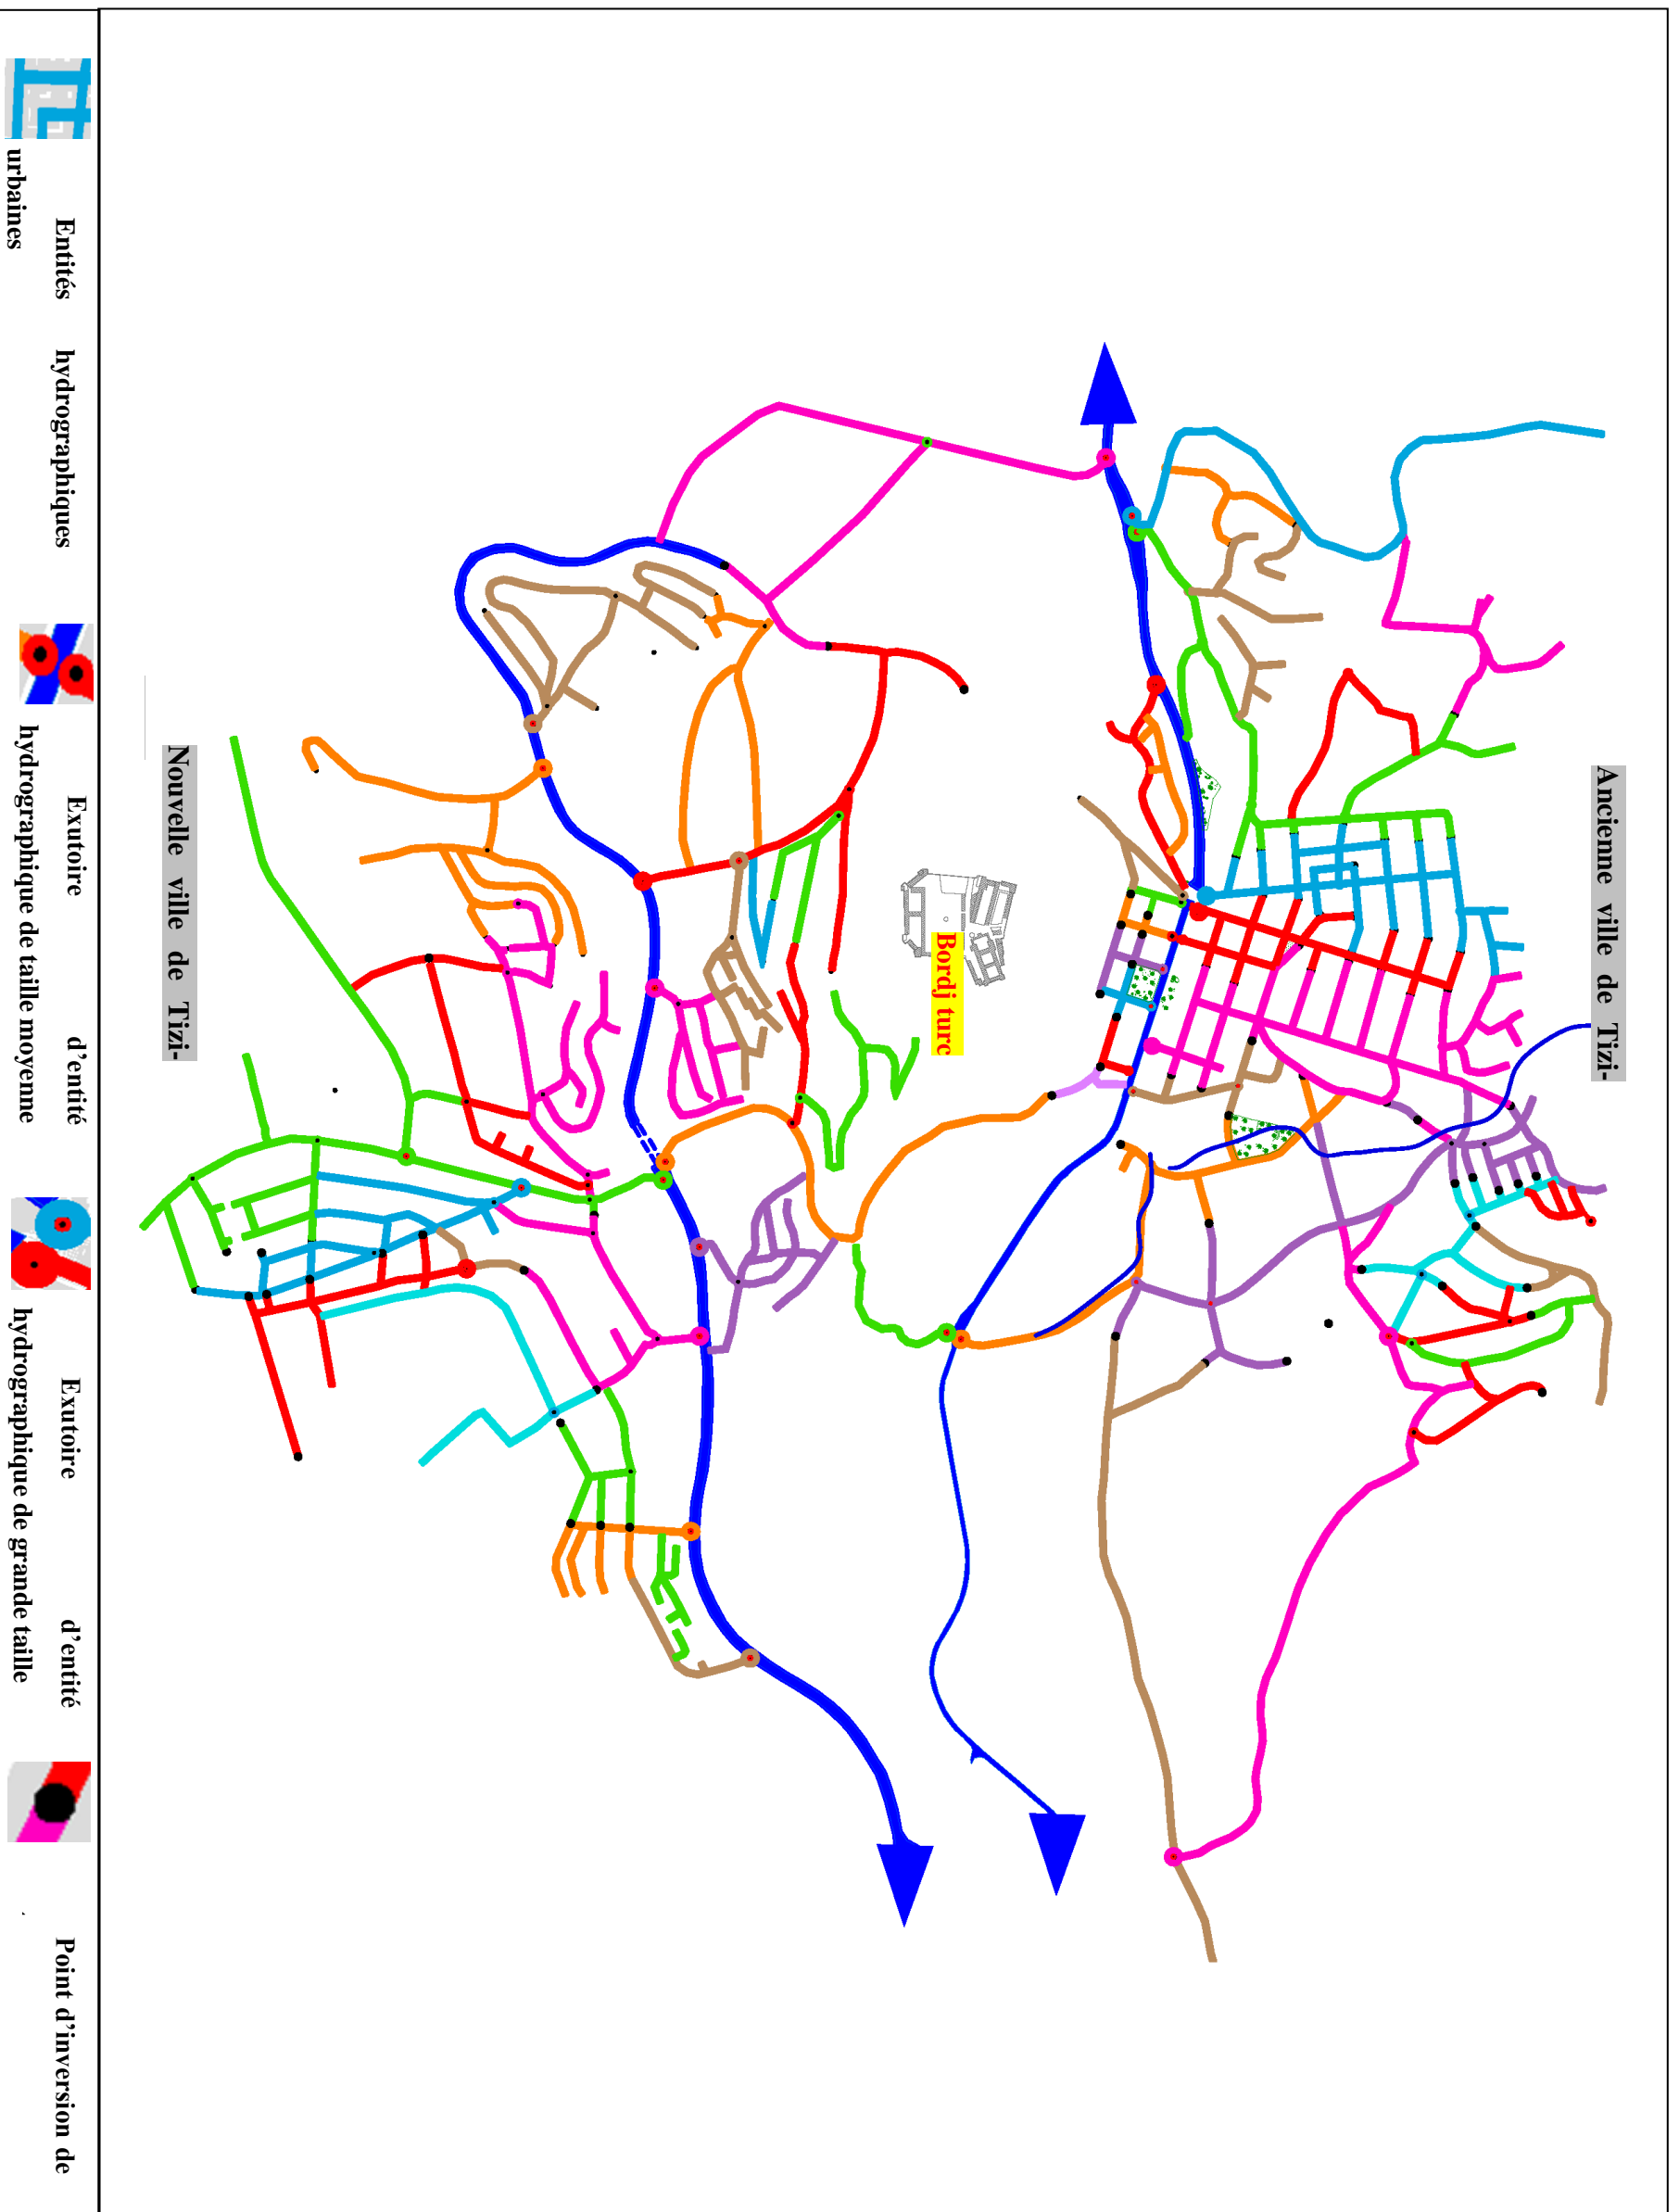 Ancienne ville de Tizi-
Bordj turc
Nouvelle ville de Tizi-
Entités hydrographiques
urbaines
Exutoire d'entité
hydrographique de taille moyenne
Exutoire d'entité
hydrographique de grande taille
Point d'inversion de